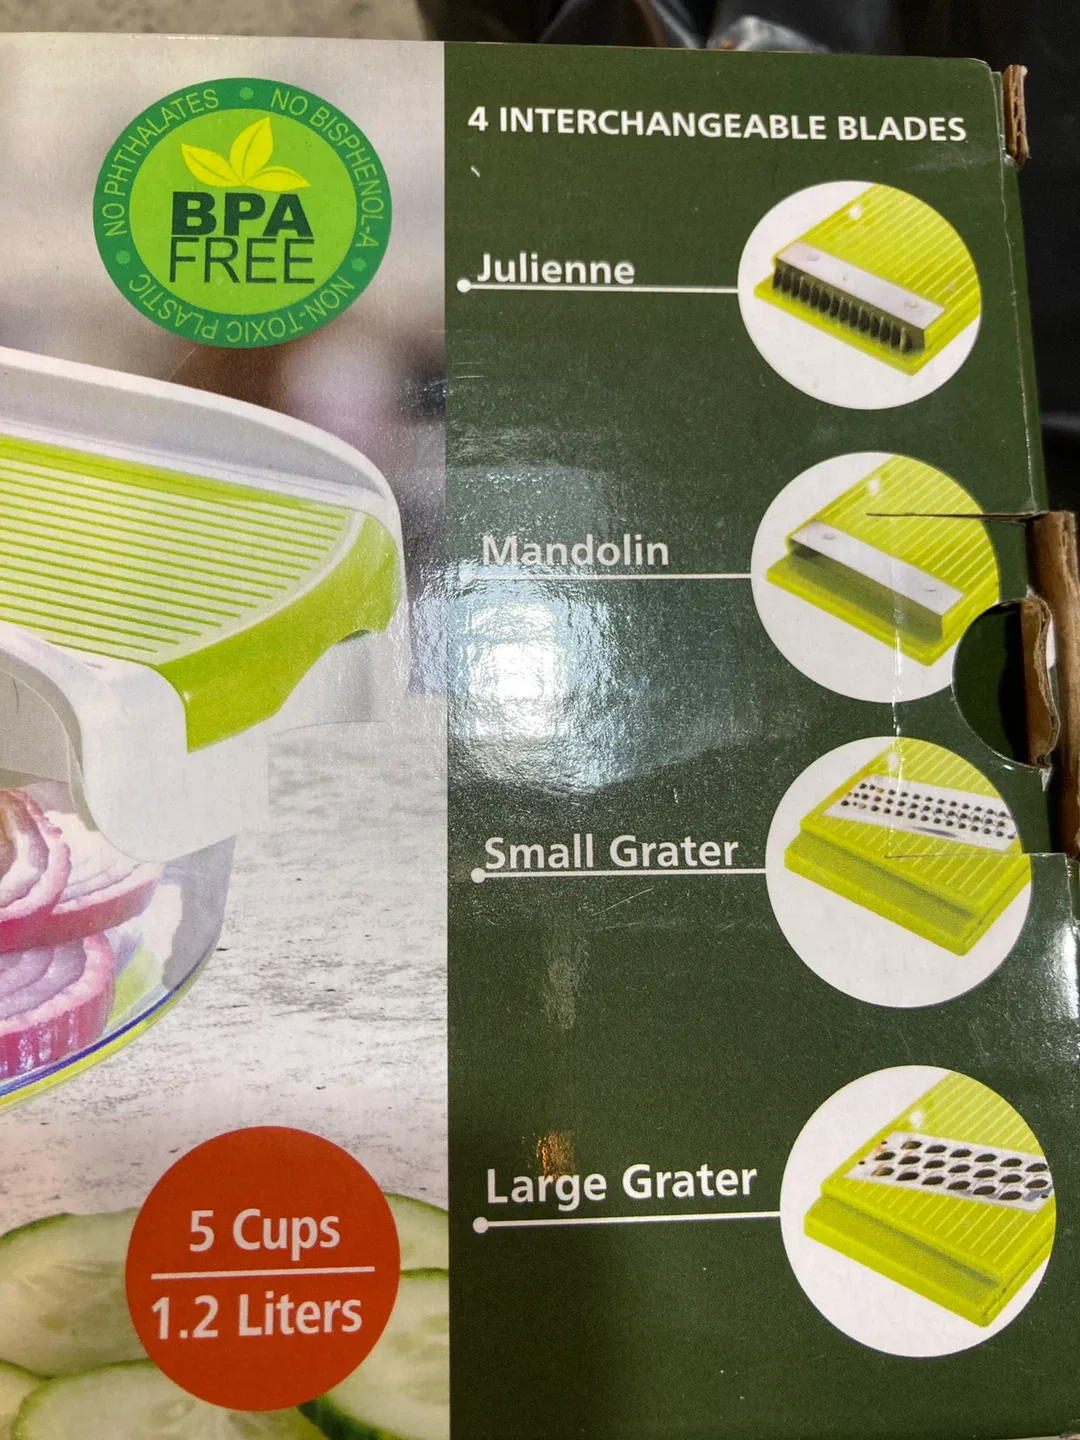 NO PHTHALATES • NO BISPHENOL-A • NON-TOXIC PLASTIC •
BPA
FREE
4 INTERCHANGEABLE BLADES
Julienne
Mandolin
Small Grater
Large Grater
5 Cups
1.2 Liters